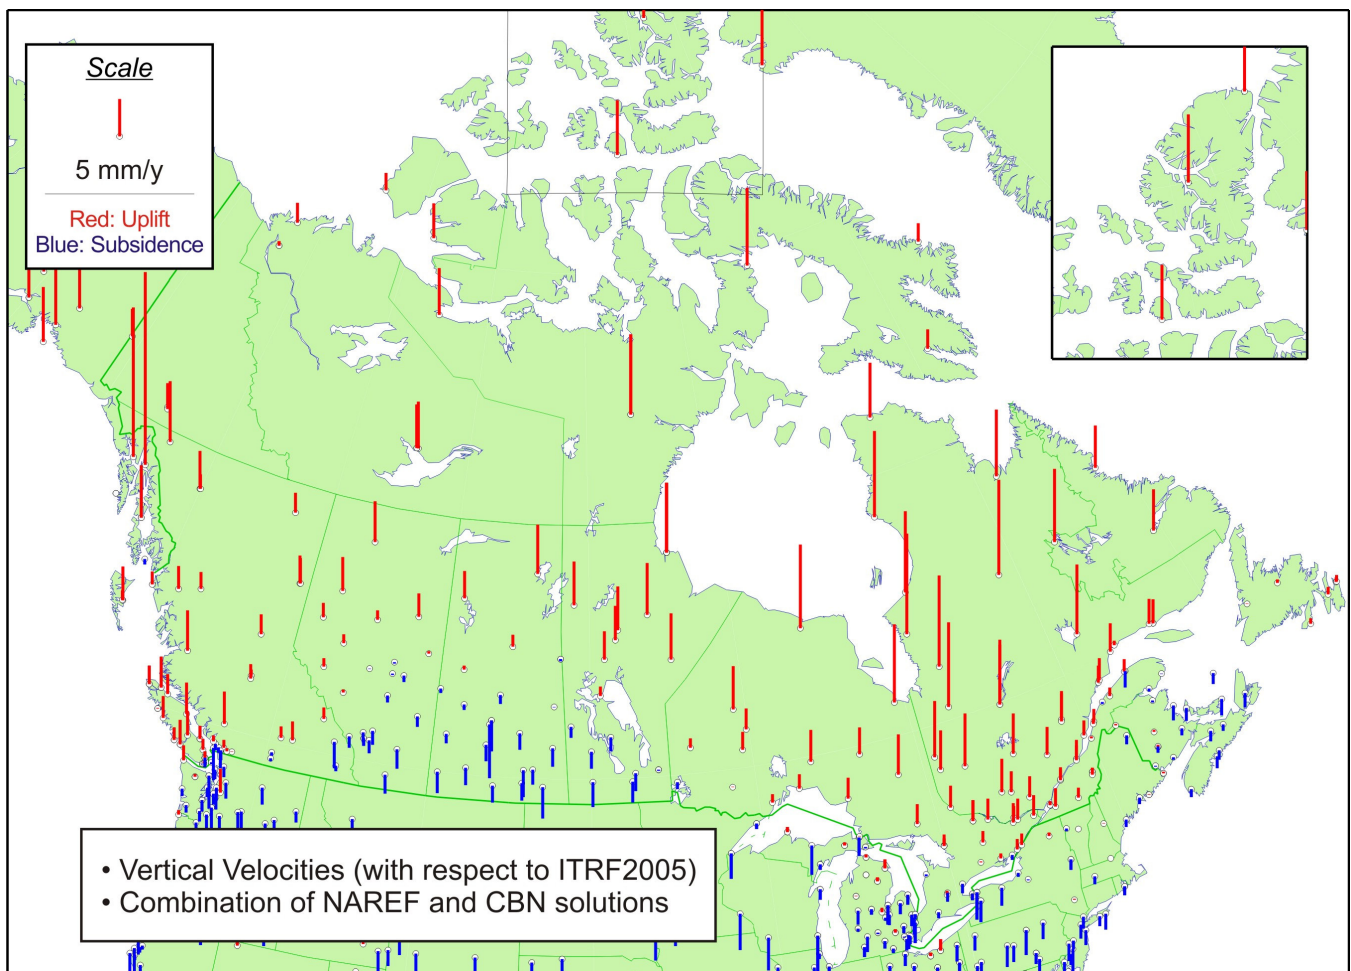 Scale
5 mm/y
Red: Uplift
Blue: Subsidence
• Vertical Velocities (with respect to ITRF2005)
• Combination of NAREF and CBN solutions